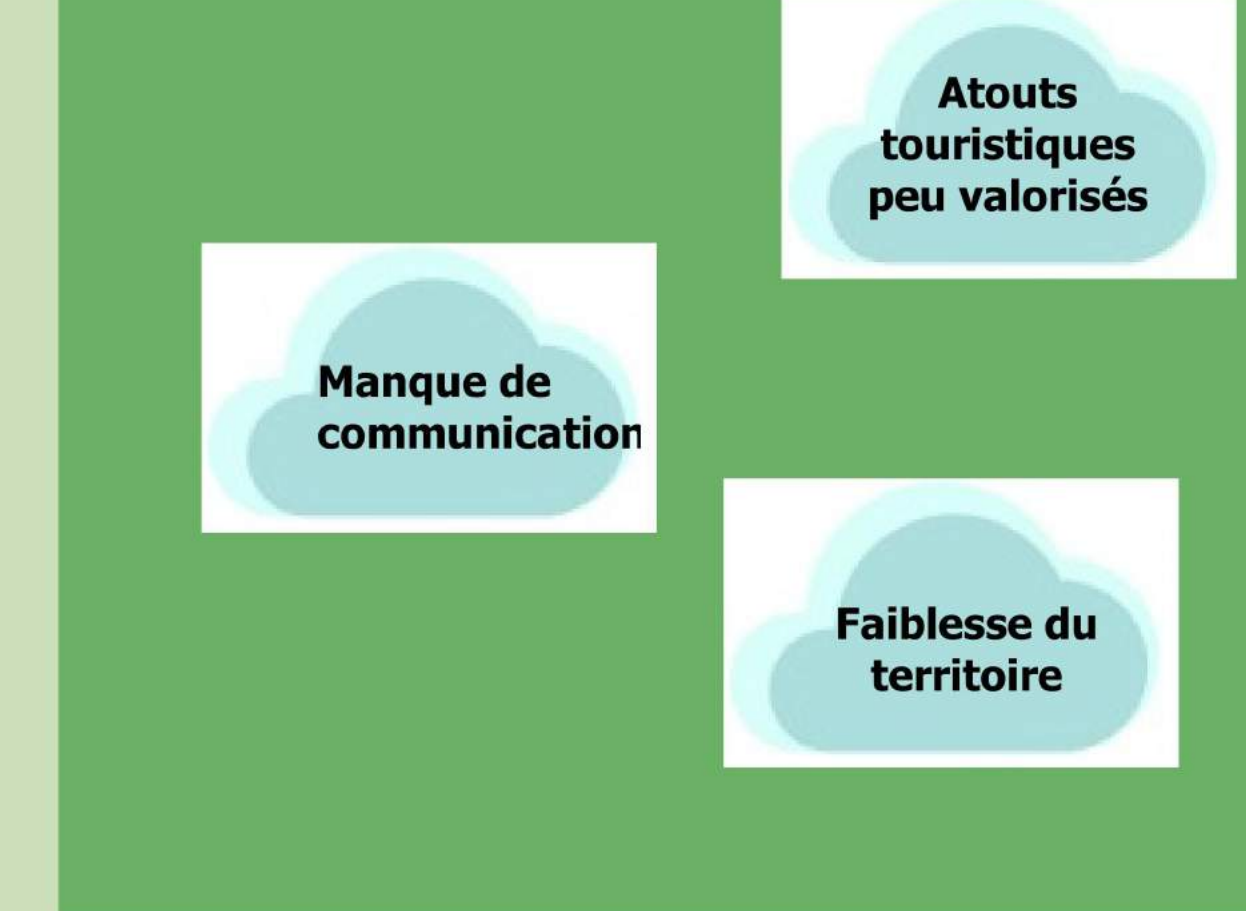 Atouts
touristiques
peu valorisés
Manque de
communication
Faiblesse du
territoire